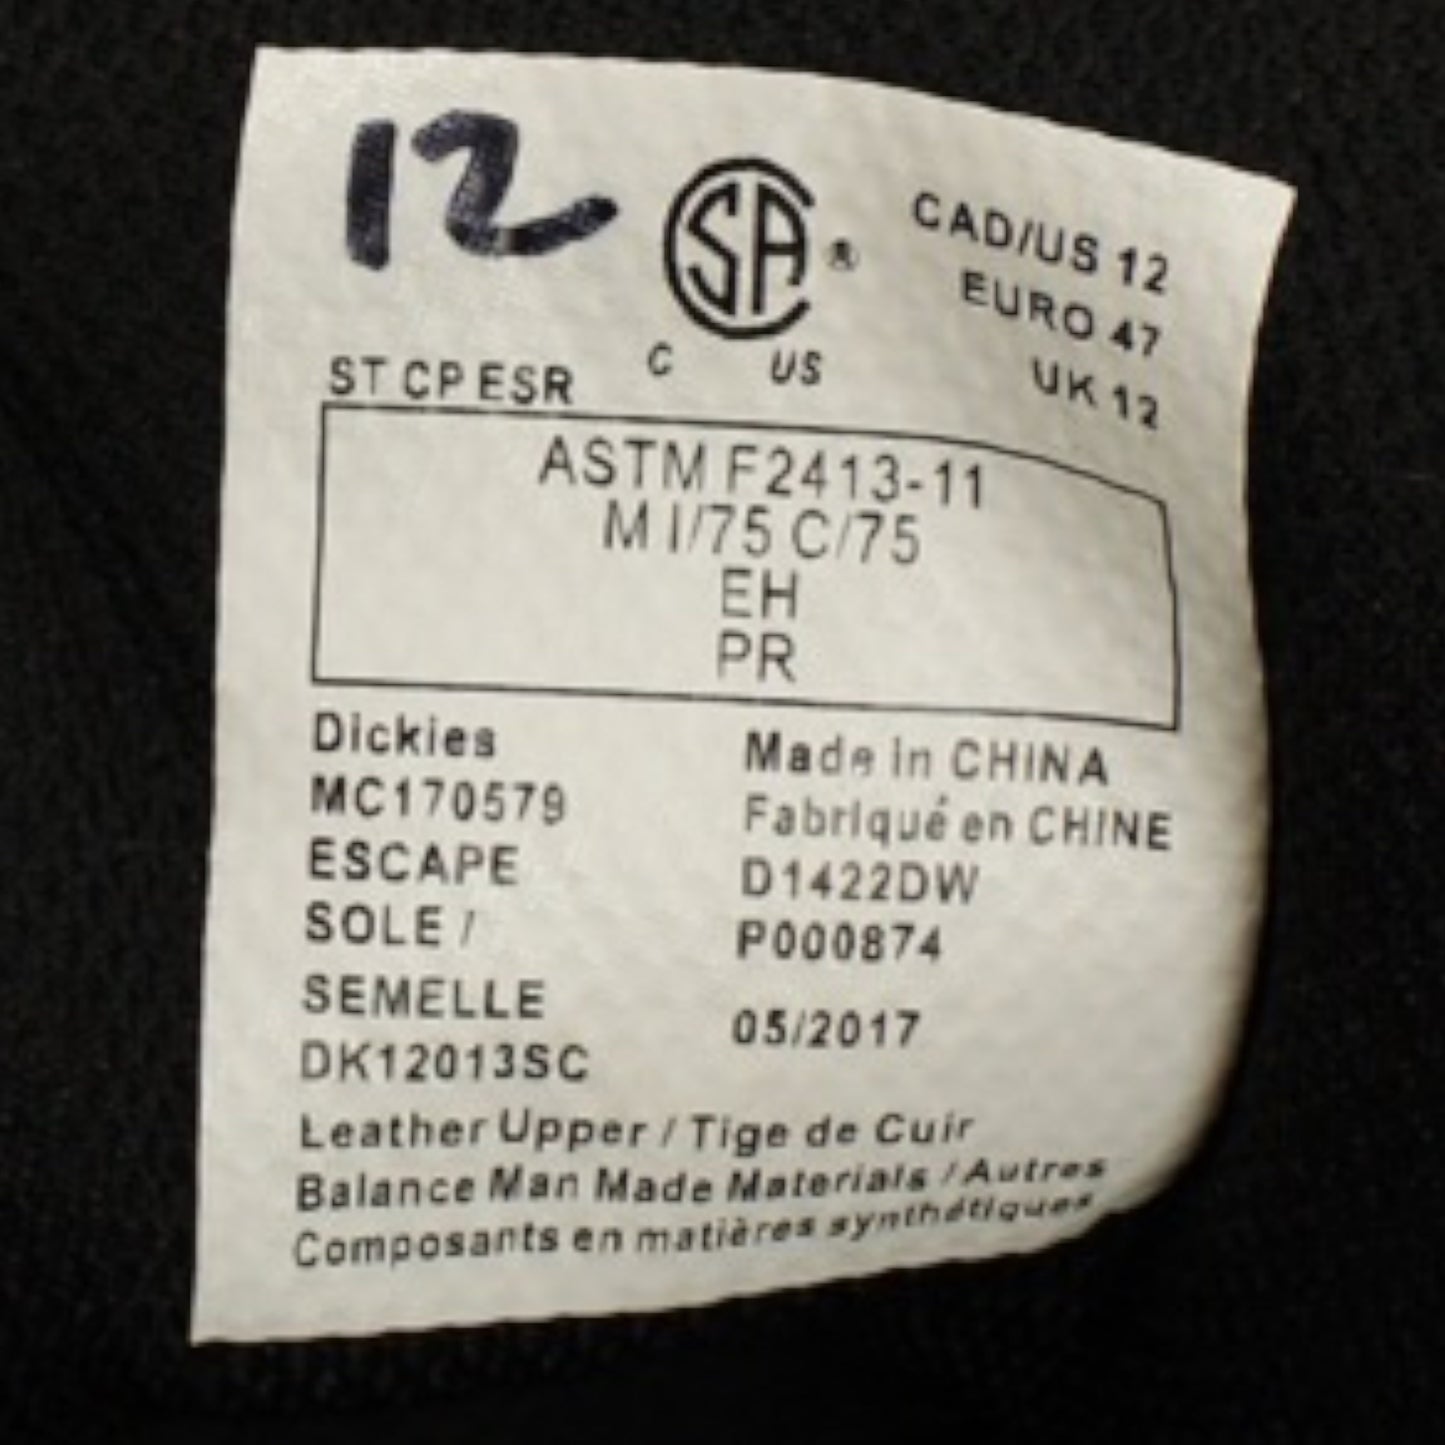 12
CSA®
C US
CAD/US 12
EURO 47
UK 12
ST CP ESR
ASTM F2413-11
M I/75 C/75
EH
PR
Dickies
MC170579
ESCAPE
SOLE /
SEMELLE
DK12013SC
Made in CHINA
Fabriqué en CHINE
D1422DW
P000874
05/2017
Leather Upper / Tige de Cuir
Balance Man Made Materials / Autres
Composants en matières synthétiques